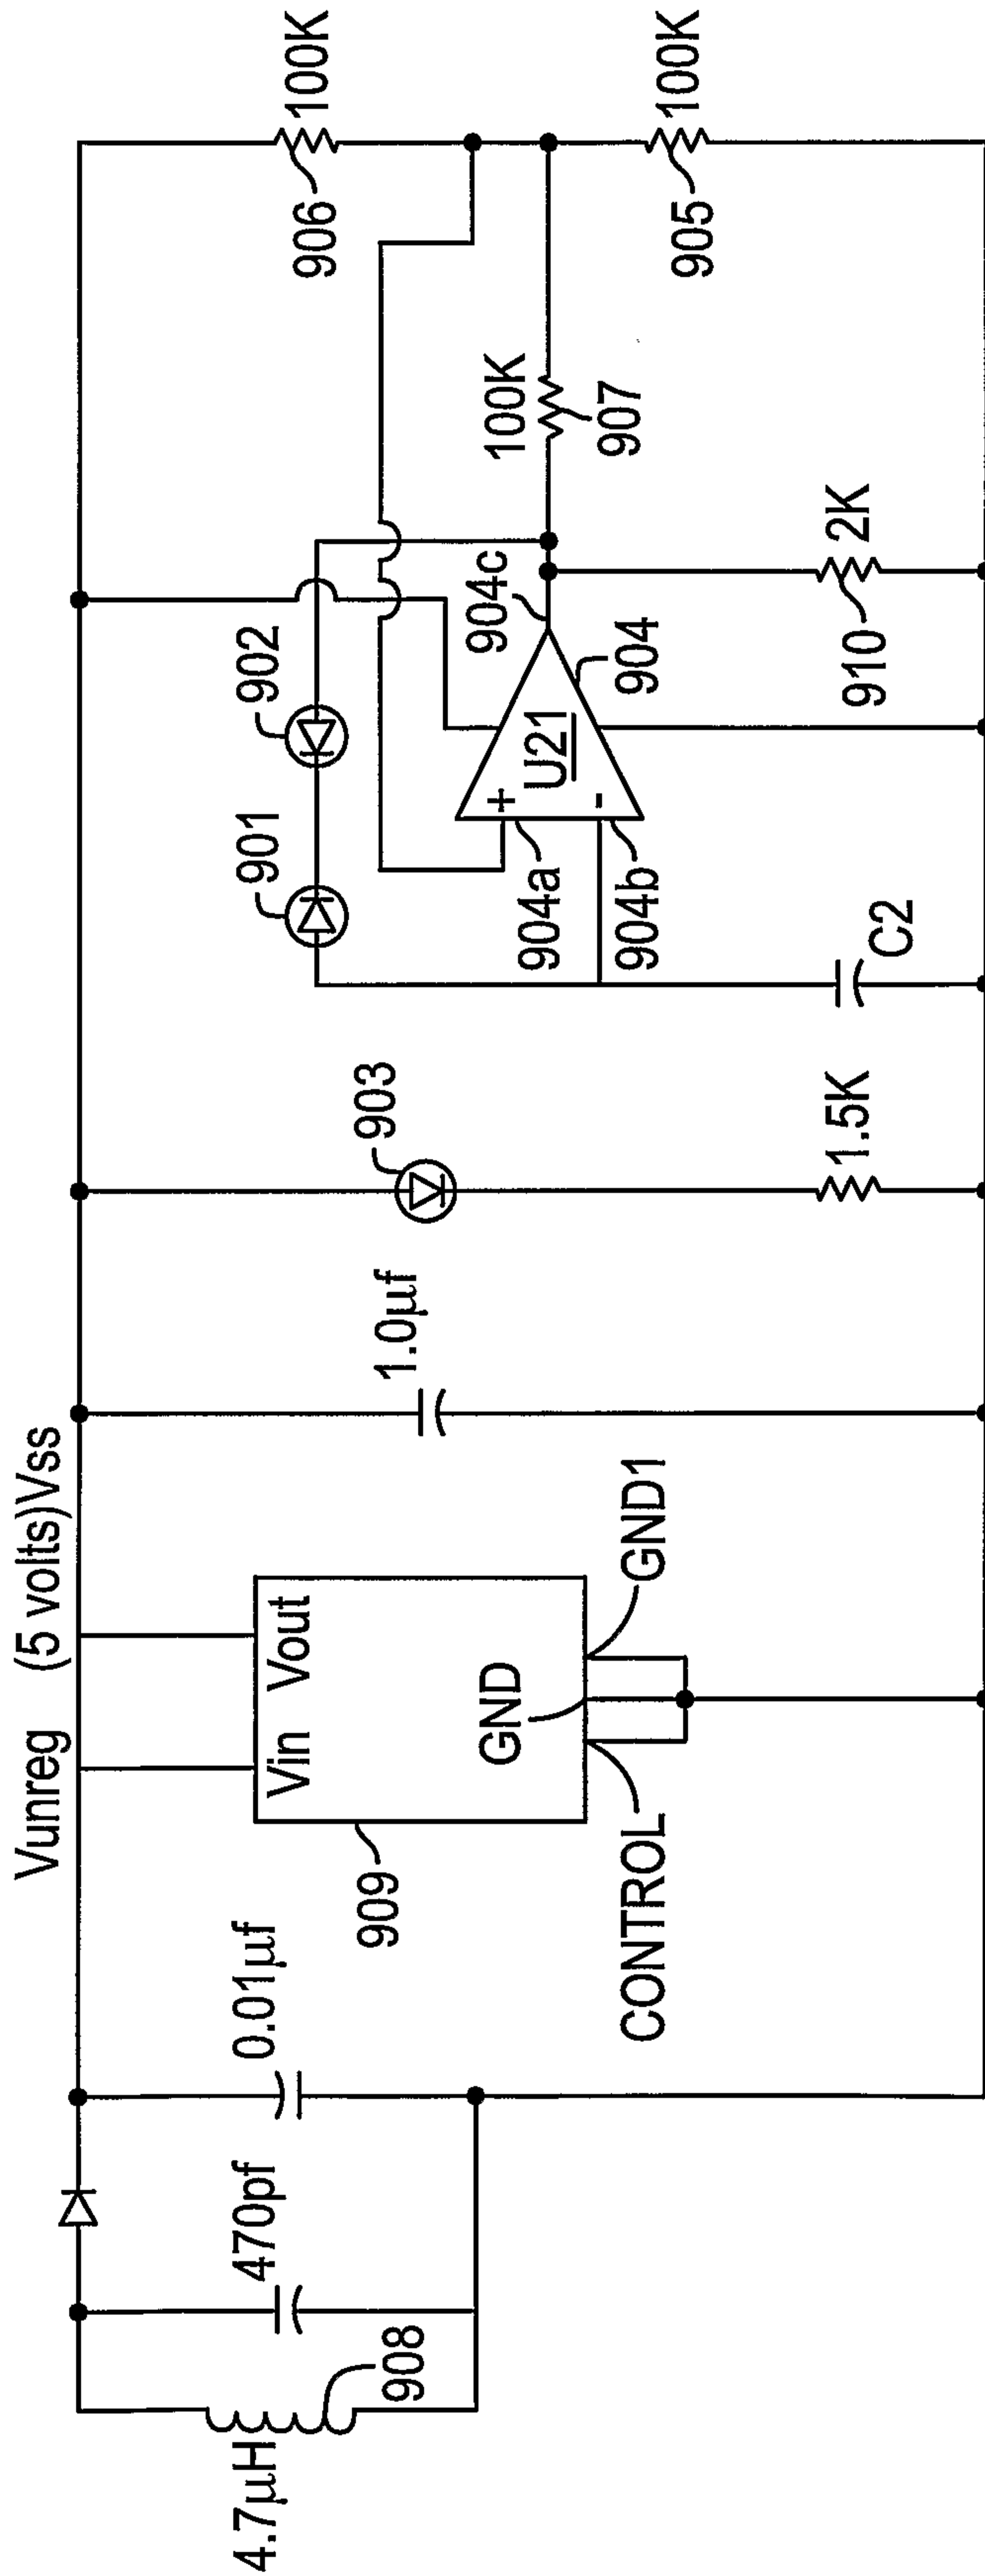 Vunreg (5 volts)Vss
4.7µH
908
470pf
0.01µf
909
Vin Vout
GND
CONTROL
GND1
1.0µf
903
1.5K
901
902
904a
904b
C2
+
-
U21
904
904c
910
2K
100K
907
906
100K
905
100K